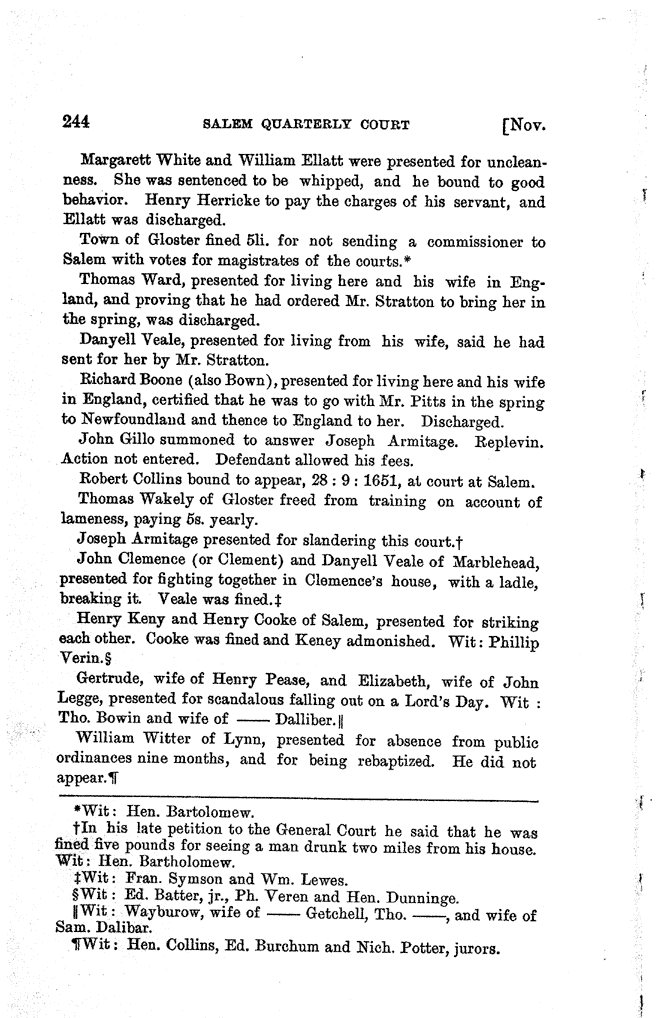 244 SALEM QUARTERLY COURT [Nov.
Margarett White and William Ellatt were presented for unclean-
ness. She was sentenced to be whipped, and he bound to good
behavior. Henry Herricke to pay the charges of his servant, and
Ellatt was discharged.
Town of Gloster fined 5li. for not sending a commissioner to
Salem with votes for magistrates of the courts.*
Thomas Ward, presented for living here and his wife in Eng-
land, and proving that he had ordered Mr. Stratton to bring her in
the spring, was discharged.
Danyell Veale, presented for living from his wife, said he had
sent for her by Mr. Stratton.
Richard Boone (also Bown), presented for living here and his wife
in England, certified that he was to go with Mr. Pitts in the spring
to Newfoundland and thence to England to her. Discharged.
John Gillo summoned to answer Joseph Armitage. Replevin.
Action not entered. Defendant allowed his fees.
Robert Collins bound to appear, 28 : 9 : 1651, at court at Salem.
Thomas Wakely of Gloster freed from training on account of
lameness, paying 5s. yearly.
Joseph Armitage presented for slandering this court.†
John Clemence (or Clement) and Danyell Veale of Marblehead,
presented for fighting together in Clemence's house, with a ladle,
breaking it. Veale was fined.‡
Henry Keny and Henry Cooke of Salem, presented for striking
each other. Cooke was fined and Keney admonished. Wit: Phillip
Verin.§
Gertrude, wife of Henry Pease, and Elizabeth, wife of John
Legge, presented for scandalous falling out on a Lord's Day. Wit :
Tho. Bowin and wife of —— Dalliber.‖
William Witter of Lynn, presented for absence from public
ordinances nine months, and for being rebaptized. He did not
appear.¶
*Wit: Hen. Bartolomew.
†In his late petition to the General Court he said that he was
fined five pounds for seeing a man drunk two miles from his house.
Wit: Hen. Bartholomew.
‡Wit: Fran. Symson and Wm. Lewes.
§Wit: Ed. Batter, jr., Ph. Veren and Hen. Dunninge.
‖Wit: Wayburow, wife of —— Getchell, Tho. ——, and wife of
Sam. Dalibar.
¶Wit: Hen. Collins, Ed. Burchum and Nich. Potter, jurors.